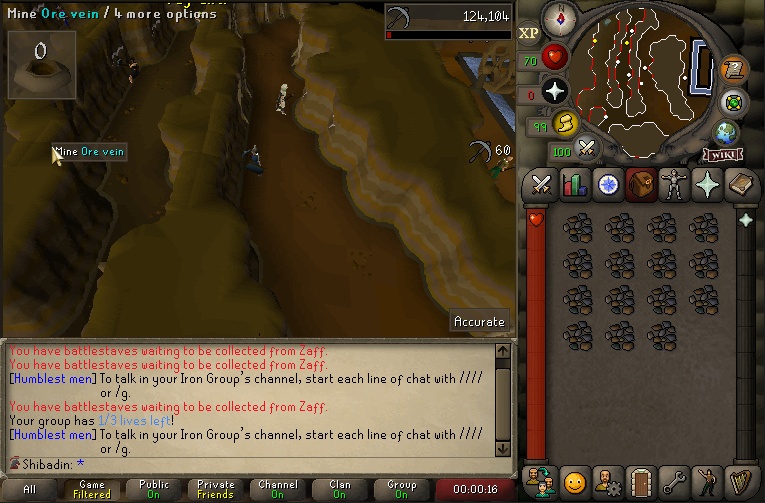 Mine Ore vein / 4 more options
124,104
XP
0
70
0
99
100
WIKI
Mine Ore vein
60
Accurate
You have battlestaves waiting to be collected from Zaff.
You have battlestaves waiting to be collected from Zaff.
[Humblest men] To talk in your Iron Group's channel, start each line of chat with ////
or /g.
You have battlestaves waiting to be collected from Zaff.
Your group has 1/3 lives left!
[Humblest men] To talk in your Iron Group's channel, start each line of chat with ////
or /g.
Shibadin: *
All
Game
Filtered
Public
On
Private
Friends
Channel
On
Clan
On
Group
On
00:00:16